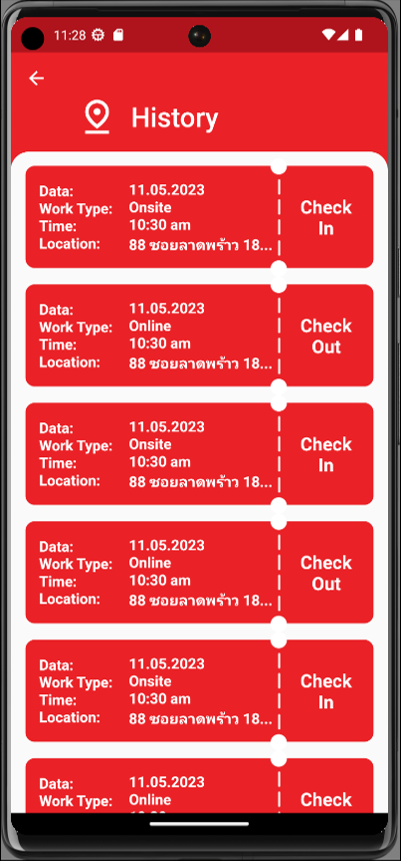 11:28
History
Data: 11.05.2023
Work Type: Onsite
Time: 10:30 am
Location: 88 ซอยลาดพร้าว 18...
Check
In
Data: 11.05.2023
Work Type: Online
Time: 10:30 am
Location: 88 ซอยลาดพร้าว 18...
Check
Out
Data: 11.05.2023
Work Type: Onsite
Time: 10:30 am
Location: 88 ซอยลาดพร้าว 18...
Check
In
Data: 11.05.2023
Work Type: Online
Time: 10:30 am
Location: 88 ซอยลาดพร้าว 18...
Check
Out
Data: 11.05.2023
Work Type: Onsite
Time: 10:30 am
Location: 88 ซอยลาดพร้าว 18...
Check
In
Data: 11.05.2023
Work Type: Online
Check